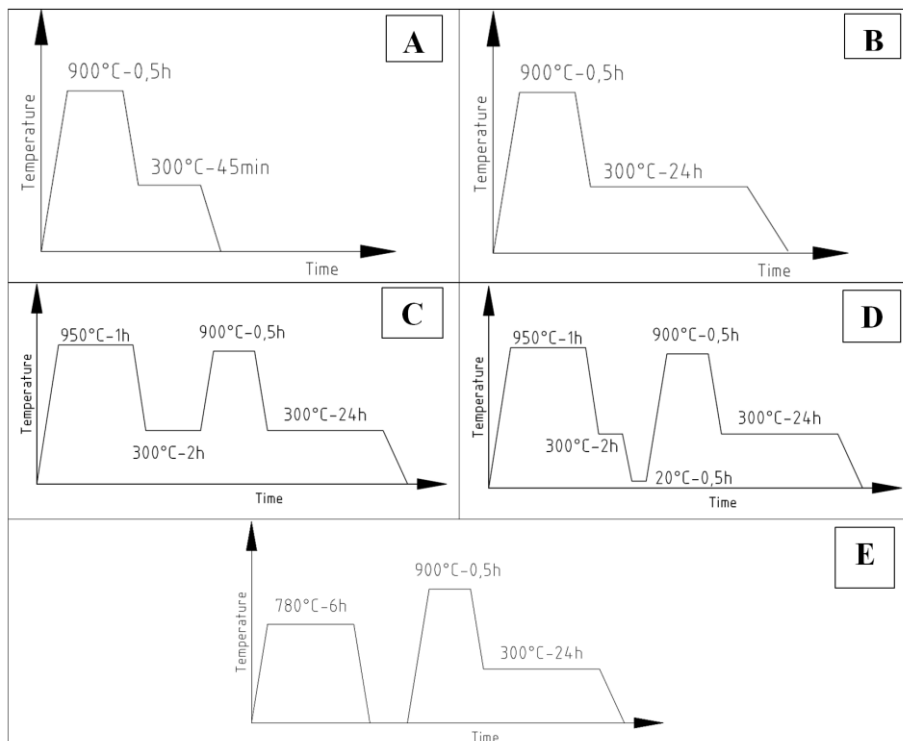 A
900°C-0,5h
300°C-45min
Temperature
Time
B
900°C-0,5h
300°C-24h
Temperature
Time
C
950°C-1h
900°C-0,5h
300°C-2h
300°C-24h
Temperature
Time
D
950°C-1h
900°C-0,5h
300°C-2h
300°C-24h
20°C-0,5h
Temperature
Time
E
780°C-6h
900°C-0,5h
300°C-24h
Temperature
Time